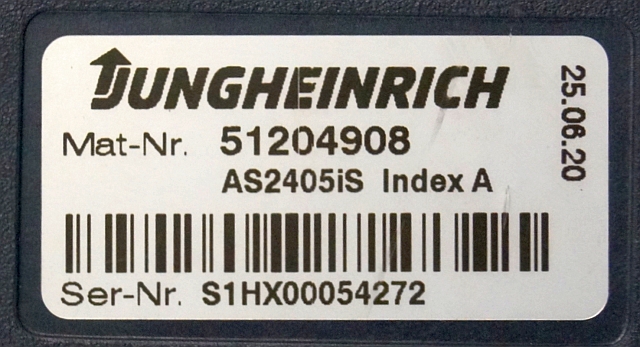 JUNGHEINRICH
Mat-Nr. 51204908
AS2405iS Index A
Ser-Nr. S1HX00054272
25.06.20